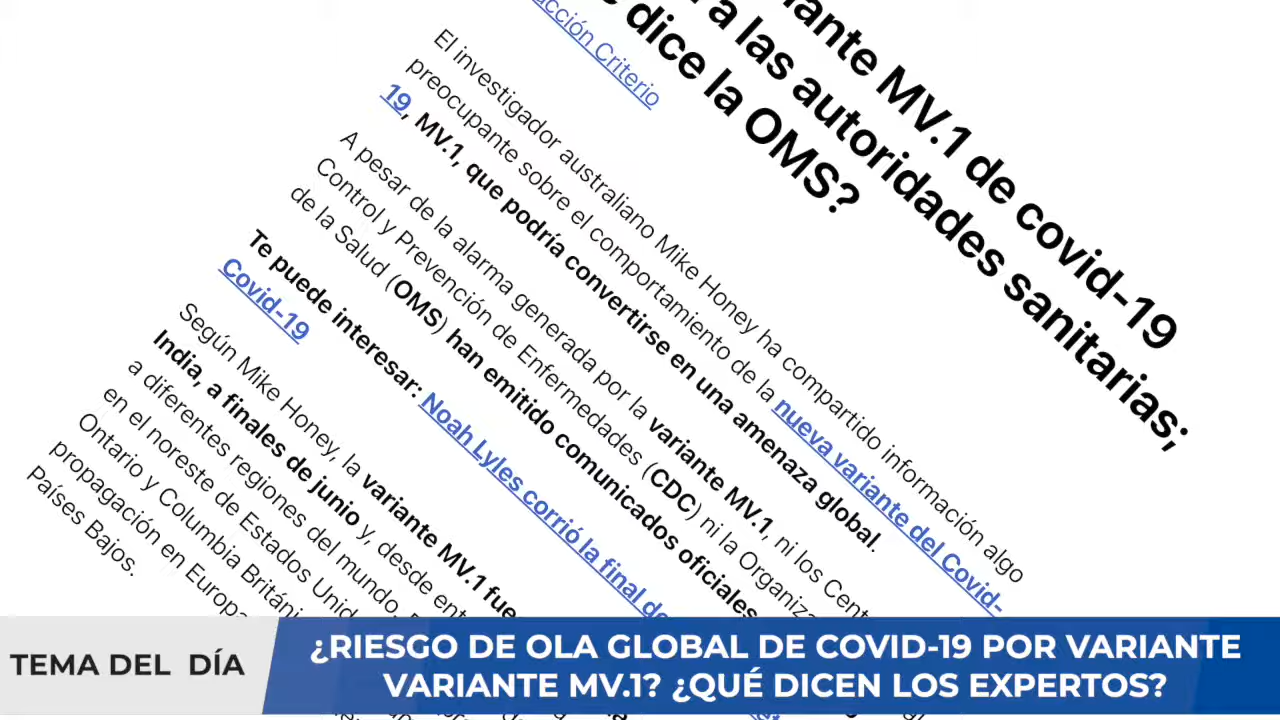 iante MV.1 de covid-19
a a las autoridades sanitarias;
e dice la OMS?
acción Criterio
El investigador australiano Mike Honey ha compartido información algo
preocupante sobre el comportamiento de la nueva variante del Covid-
19, MV.1, que podría convertirse en una amenaza global.
A pesar de la alarma generada por la variante MV.1, ni los Cent
Control y Prevención de Enfermedades (CDC) ni la Organiza
de la Salud (OMS) han emitido comunicados oficiales
Te puede interesar: Noah Lyles corrió la final de
Covid-19
Según Mike Honey, la variante MV.1 fue
India, a finales de junio y, desde ent
a diferentes regiones del mundo.
en el noreste de Estados Unid
Ontario y Columbia Británi
propagación en Europa
Países Bajos.
TEMA DEL DÍA
¿RIESGO DE OLA GLOBAL DE COVID-19 POR VARIANTE
VARIANTE MV.1? ¿QUÉ DICEN LOS EXPERTOS?